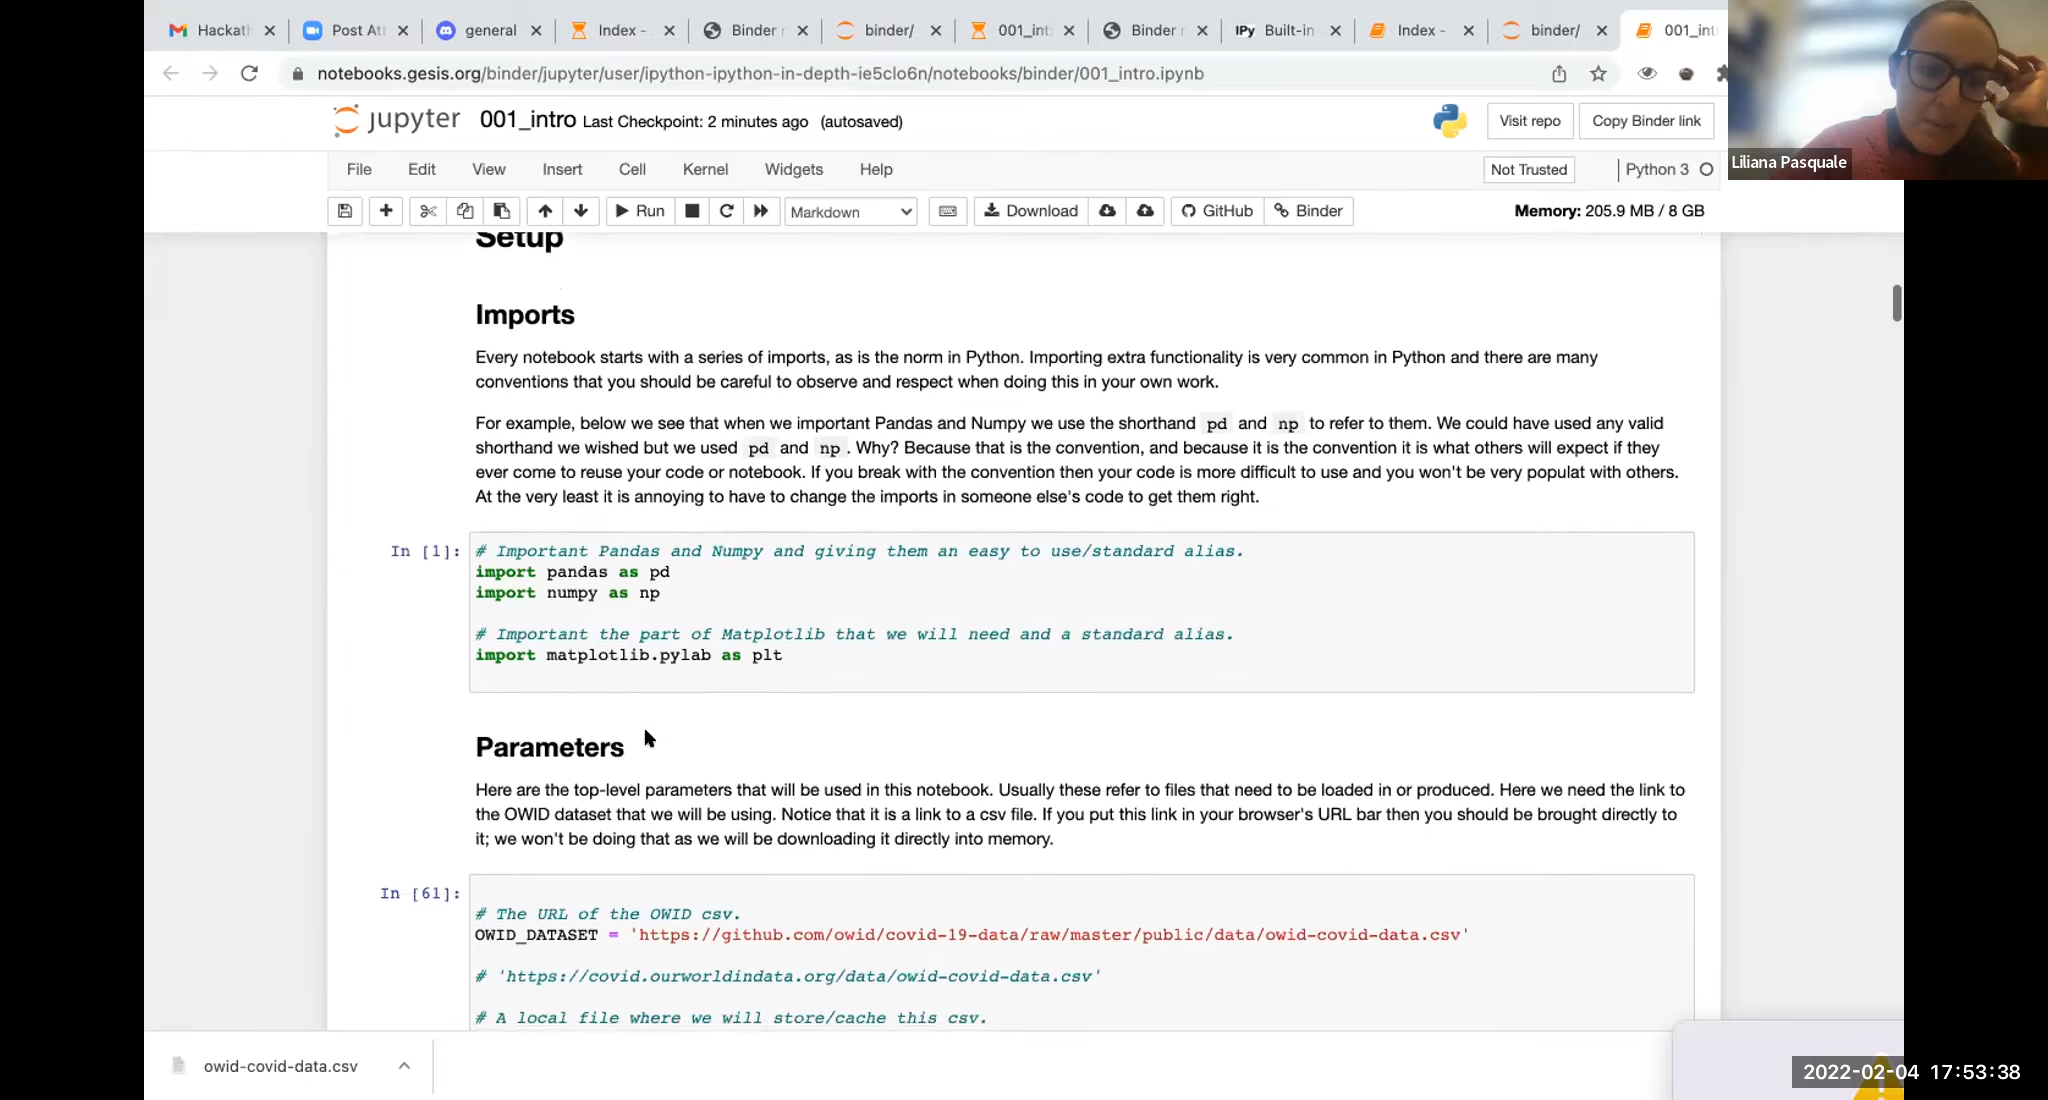 Hackath
Post At
general
Index -
Binder
binder/
001_int
Binder
IPy Built-in
Index -
binder/
001_int
notebooks.gesis.org/binder/jupyter/user/ipython-ipython-in-depth-ie5clo6n/notebooks/binder/001_intro.ipynb
jupyter 001_intro Last Checkpoint: 2 minutes ago (autosaved)
Visit repo Copy Binder link
Liliana Pasquale
File Edit View Insert Cell Kernel Widgets Help
Not Trusted Python 3
Run Markdown Download GitHub Binder
Memory: 205.9 MB / 8 GB
Setup
Imports
Every notebook starts with a series of imports, as is the norm in Python. Importing extra functionality is very common in Python and there are many
conventions that you should be careful to observe and respect when doing this in your own work.
For example, below we see that when we important Pandas and Numpy we use the shorthand pd and np to refer to them. We could have used any valid
shorthand we wished but we used pd and np . Why? Because that is the convention, and because it is the convention it is what others will expect if they
ever come to reuse your code or notebook. If you break with the convention then your code is more difficult to use and you won't be very populat with others.
At the very least it is annoying to have to change the imports in someone else's code to get them right.
In [1]: # Important Pandas and Numpy and giving them an easy to use/standard alias.
import pandas as pd
import numpy as np
# Important the part of Matplotlib that we will need and a standard alias.
import matplotlib.pylab as plt
Parameters
Here are the top-level parameters that will be used in this notebook. Usually these refer to files that need to be loaded in or produced. Here we need the link to
the OWID dataset that we will be using. Notice that it is a link to a csv file. If you put this link in your browser's URL bar then you should be brought directly to
it; we won't be doing that as we will be downloading it directly into memory.
In [61]:
# The URL of the OWID csv.
OWID_DATASET = 'https://github.com/owid/covid-19-data/raw/master/public/data/owid-covid-data.csv'
# 'https://covid.ourworldindata.org/data/owid-covid-data.csv'
# A local file where we will store/cache this csv.
owid-covid-data.csv
2022-02-04 17:53:38